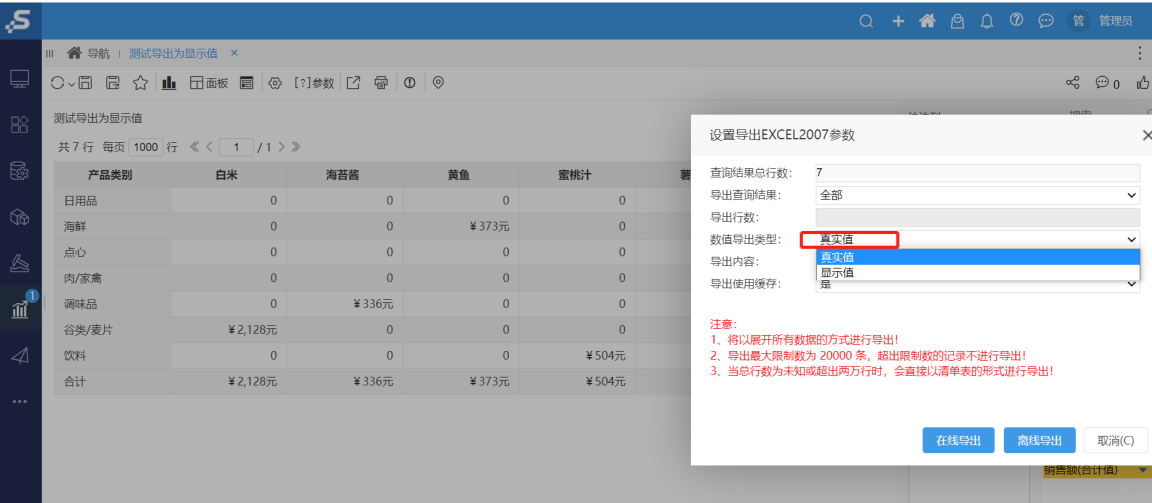 管 管理员
导航 测试导出为显示值 ×
面板 [?]参数 0
测试导出为显示值
共 7 行 每页 1000 行 1 / 1
产品类别 白米 海苔酱 黄鱼 蜜桃汁 薯
日用品 0 0 0 0
海鲜 0 0 ¥373元 0
点心 0 0 0 0
肉/家禽 0 0 0 0
调味品 0 ¥336元 0 0
谷类/麦片 ¥2,128元 0 0 0
饮料 0 0 0 ¥504元
合计 ¥2,128元 ¥336元 ¥373元 ¥504元
1
设置导出EXCEL2007参数
查询结果总行数: 7
导出查询结果: 全部
导出行数:
数值导出类型: 真实值
真实值
导出内容:
显示值
导出使用缓存: 是
注意:
1、将以展开所有数据的方式进行导出!
2、导出最大限制数为 20000 条，超出限制数的记录不进行导出!
3、当总行数为未知或超出两万行时，会直接以清单表的形式进行导出!
在线导出 离线导出 取消(C)
销售额(合计值)